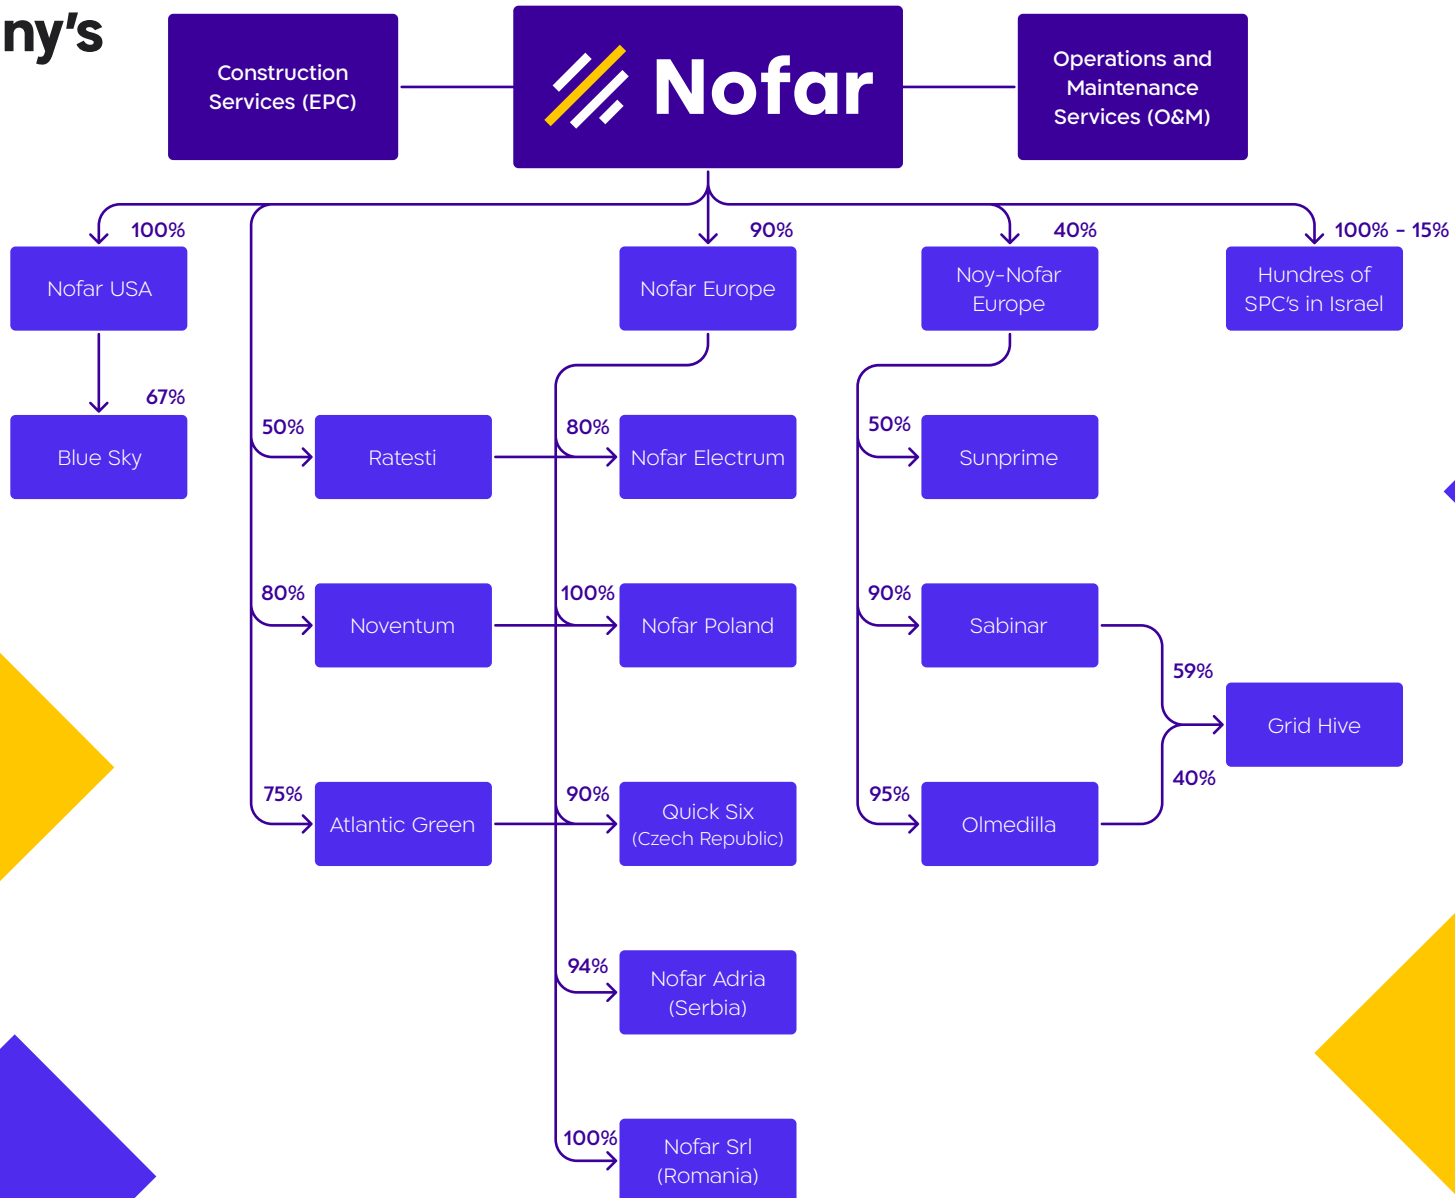 ny's
Construction
Services (EPC)
Nofar
Operations and
Maintenance
Services (O&M)
100%
90%
40%
100% - 15%
Nofar USA
Nofar Europe
Noy-Nofar
Europe
Hundres of
SPC's in Israel
67%
50%
80%
50%
Blue Sky
Ratesti
Nofar Electrum
Sunprime
80%
100%
90%
Noventum
Nofar Poland
Sabinar
59%
Grid Hive
40%
75%
90%
95%
Atlantic Green
Quick Six
(Czech Republic)
Olmedilla
94%
Nofar Adria
(Serbia)
100%
Nofar Srl
(Romania)